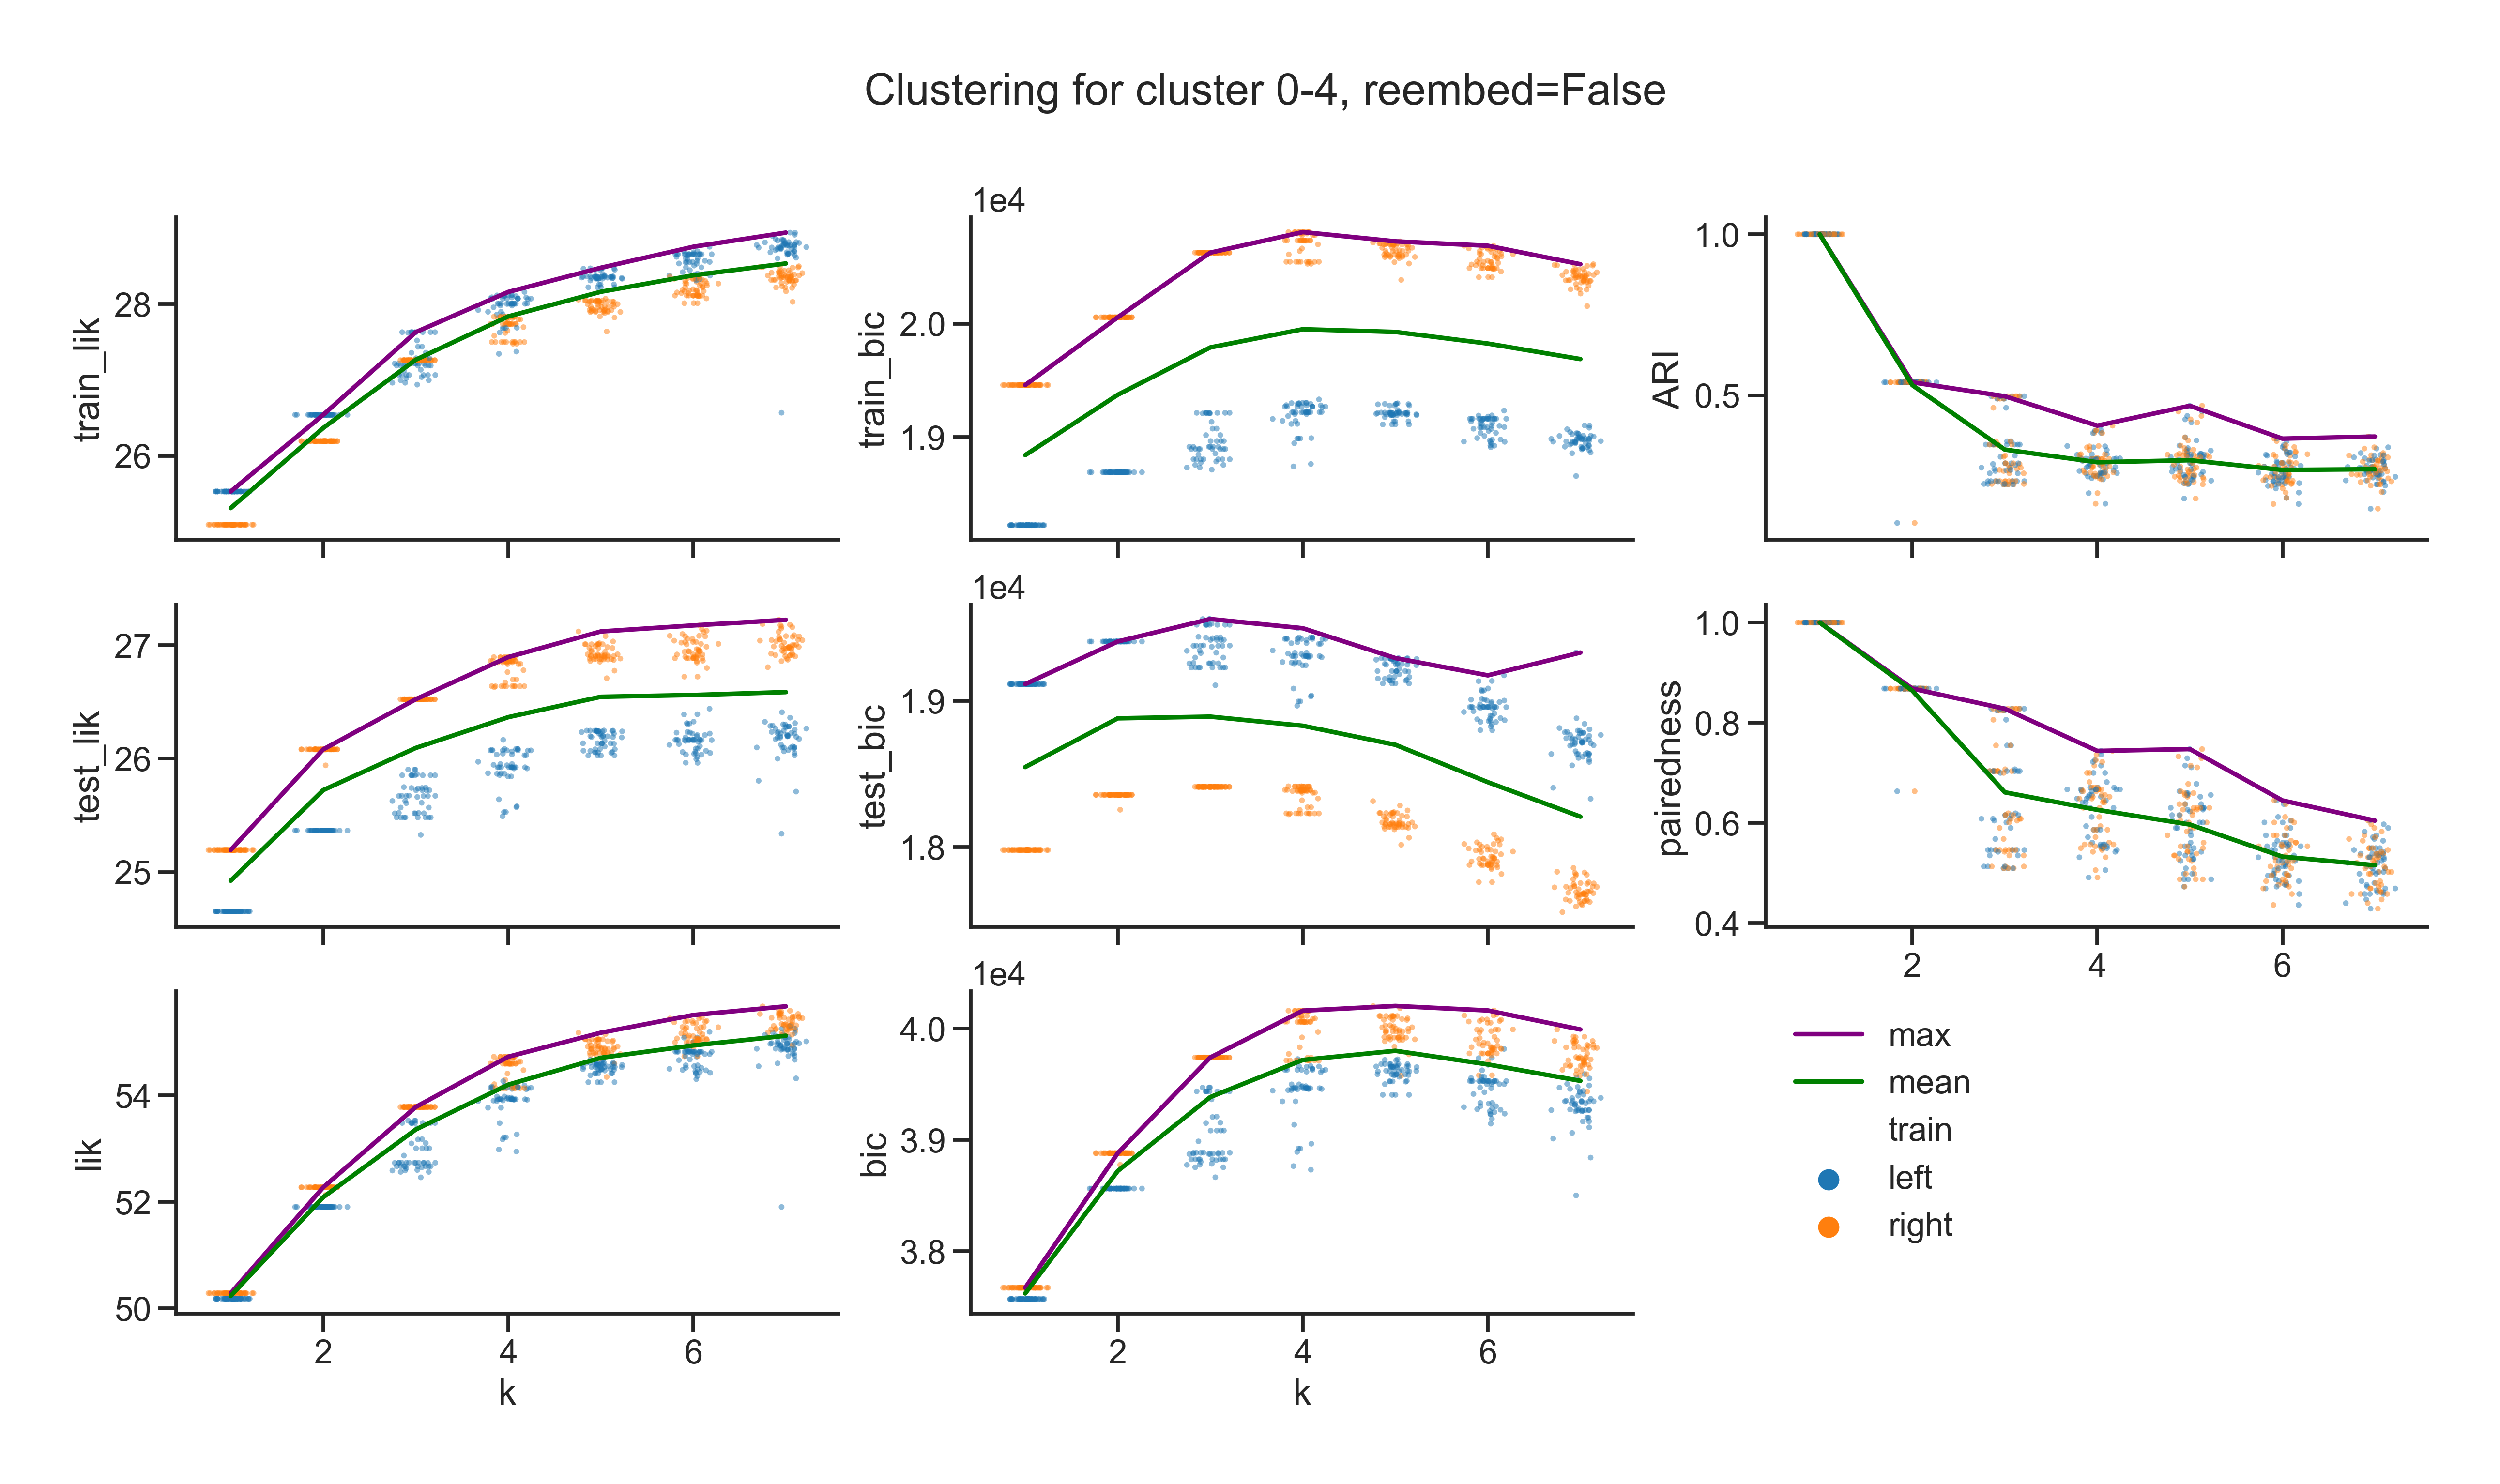 Clustering for cluster 0-4, reembed=False
train_lik
28
26
1e4
train_bic
2.0
1.9
ARI
1.0
0.5
test_lik
27
26
25
1e4
test_bic
1.9
1.8
pairedness
1.0
0.8
0.6
0.4
2
4
6
lik
54
52
50
2
4
6
k
1e4
bic
4.0
3.9
3.8
2
4
6
k
max
mean
train
left
right